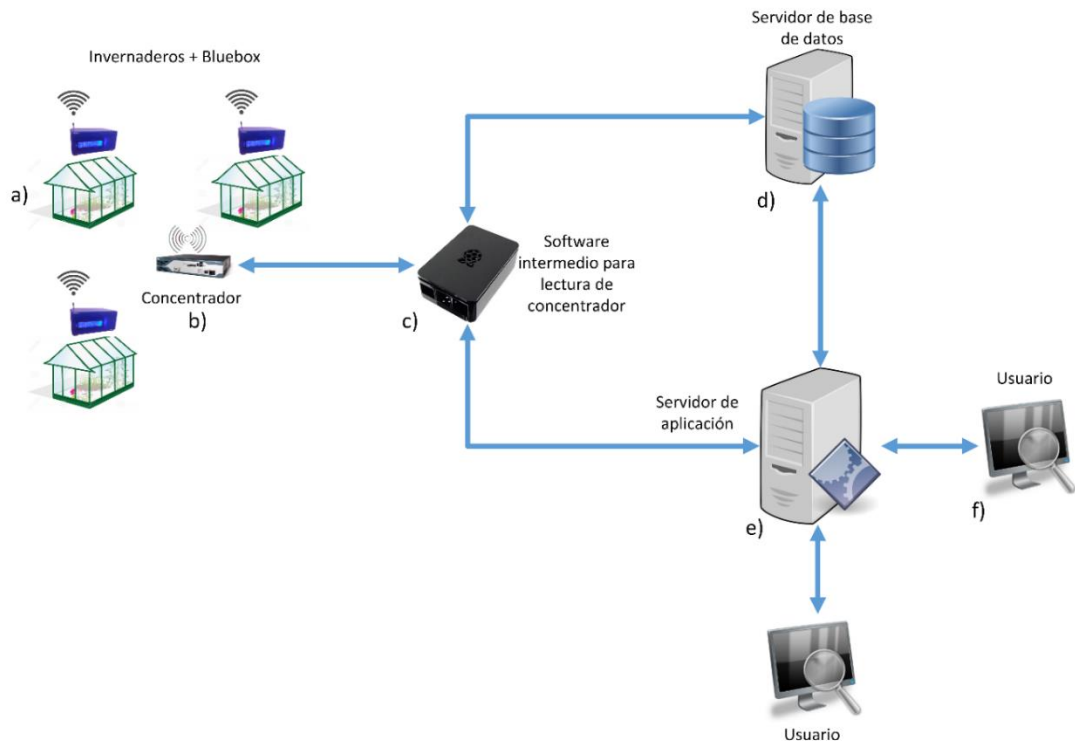 Servidor de base
de datos
Invernaderos + Bluebox
a)
d)
Concentrador
b)
c)
Software
intermedio para
lectura de
concentrador
Servidor de
aplicación
e)
Usuario
f)
Usuario